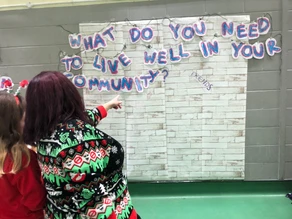 WHAT DO YOU NEED
TO LIVE WELL IN YOUR
COMMUNITY?